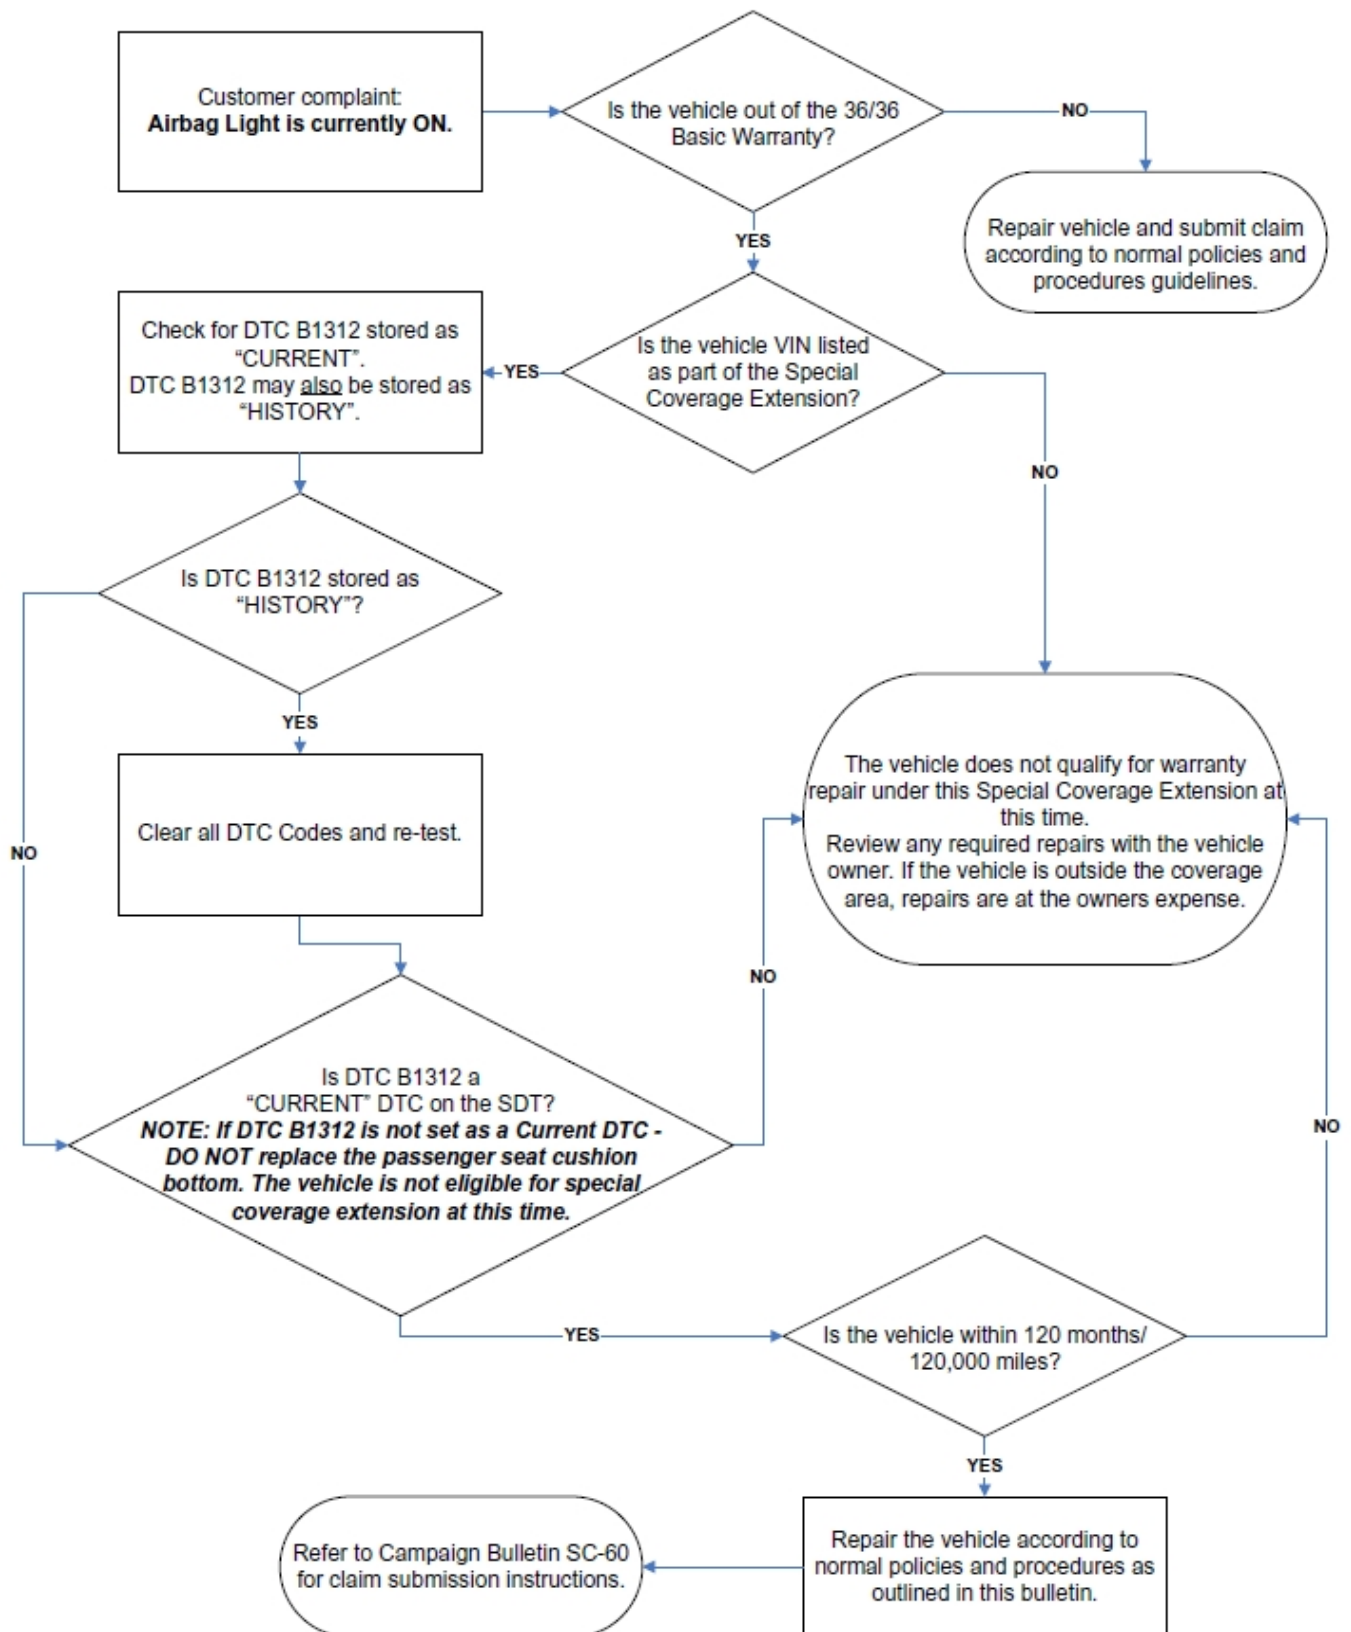 Customer complaint:
Airbag Light is currently ON.
Is the vehicle out of the 36/36
Basic Warranty?
NO
Repair vehicle and submit claim
according to normal policies and
procedures guidelines.
YES
Is the vehicle VIN listed
as part of the Special
Coverage Extension?
YES
NO
Check for DTC B1312 stored as
“CURRENT”.
DTC B1312 may also be stored as
“HISTORY”.
Is DTC B1312 stored as
“HISTORY”?
YES
NO
Clear all DTC Codes and re-test.
The vehicle does not qualify for warranty
repair under this Special Coverage Extension at
this time.
Review any required repairs with the vehicle
owner. If the vehicle is outside the coverage
area, repairs are at the owners expense.
NO
Is DTC B1312 a
“CURRENT” DTC on the SDT?
NOTE: If DTC B1312 is not set as a Current DTC -
DO NOT replace the passenger seat cushion
bottom. The vehicle is not eligible for special
coverage extension at this time.
NO
YES
Is the vehicle within 120 months/
120,000 miles?
YES
Repair the vehicle according to
normal policies and procedures as
outlined in this bulletin.
Refer to Campaign Bulletin SC-60
for claim submission instructions.